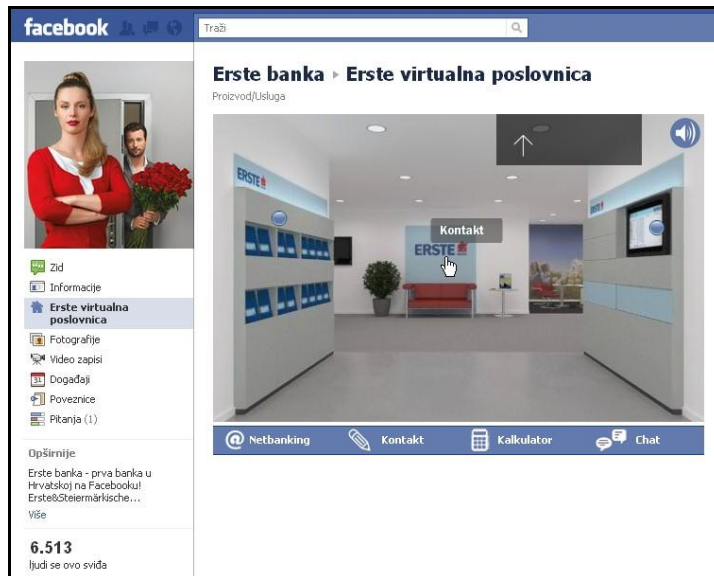 facebook
Traži
Erste banka ▸ Erste virtualna poslovnica
Proizvod/Usluga
ERSTE
Kontakt
ERSTE
Netbanking
Kontakt
Kalkulator
Chat
Zid
Informacije
Erste virtualna
poslovnica
Fotografije
Video zapisi
31
Događaji
Poveznice
Pitanja (1)
Opširnije
Erste banka - prva banka u
Hrvatskoj na Facebooku!
Erste&Steiermärkische...
Više
6.513
ljudi se ovo sviđa